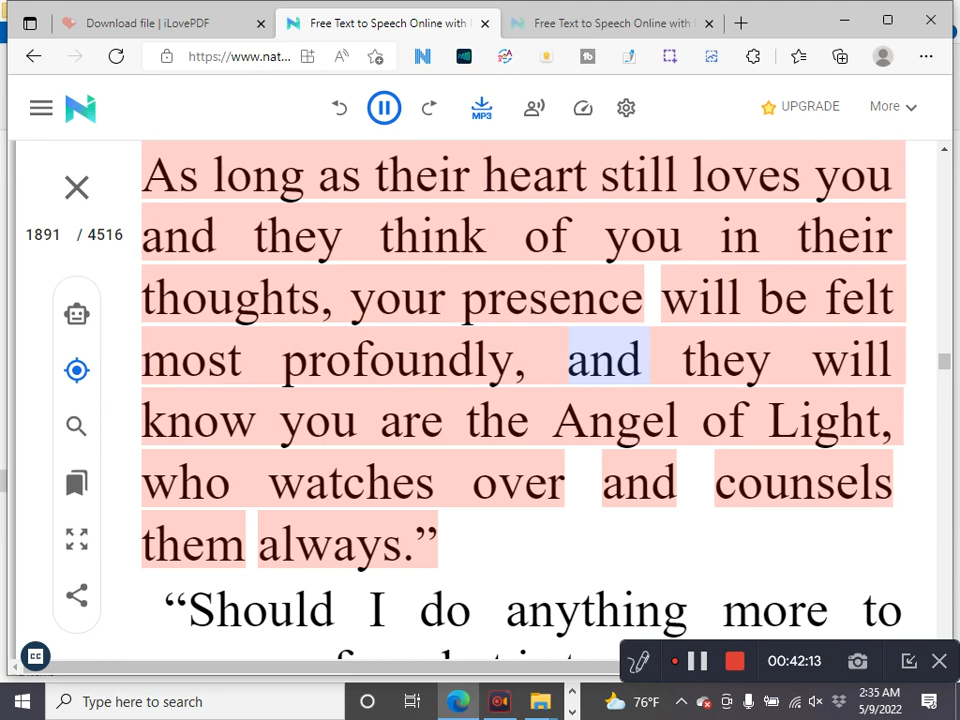 Download file | iLovePDF
Free Text to Speech Online with
Free Text to Speech Online with
https://www.nat...
MP3
UPGRADE
More
1891 / 4516
As long as their heart still loves you
and they think of you in their
thoughts, your presence will be felt
most profoundly, and they will
know you are the Angel of Light,
who watches over and counsels
them always.”
“Should I do anything more to
CC
00:42:13
Type here to search
76°F
2:35 AM
5/9/2022